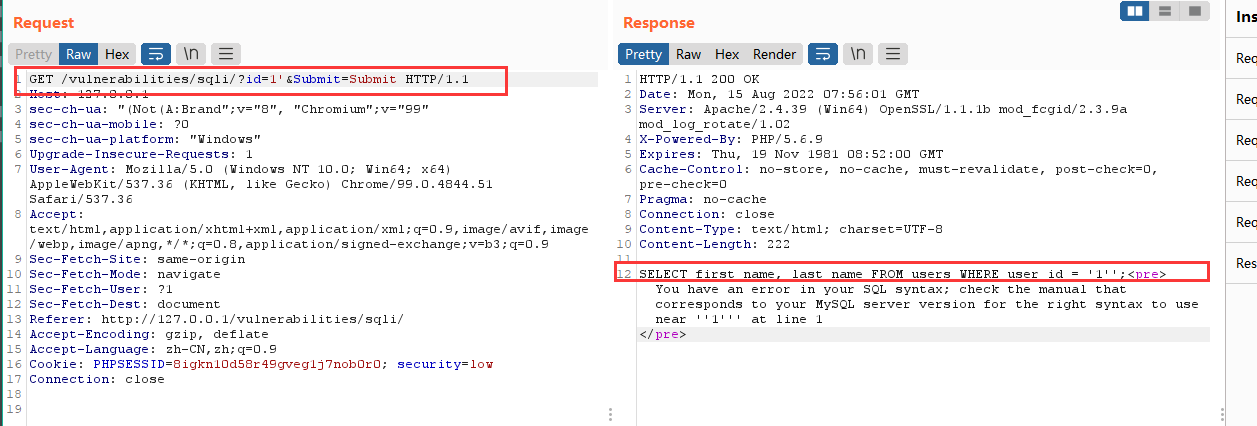 Request
Pretty Raw Hex \n
1 GET /vulnerabilities/sqli/?id=1'&Submit=Submit HTTP/1.1
2 Host: 127.0.0.1
3 sec-ch-ua: "(Not(A:Brand";v="8", "Chromium";v="99"
4 sec-ch-ua-mobile: ?0
5 sec-ch-ua-platform: "Windows"
6 Upgrade-Insecure-Requests: 1
7 User-Agent: Mozilla/5.0 (Windows NT 10.0; Win64; x64)
AppleWebKit/537.36 (KHTML, like Gecko) Chrome/99.0.4844.51
Safari/537.36
8 Accept:
text/html,application/xhtml+xml,application/xml;q=0.9,image/avif,image
/webp,image/apng,*/*;q=0.8,application/signed-exchange;v=b3;q=0.9
9 Sec-Fetch-Site: same-origin
10 Sec-Fetch-Mode: navigate
11 Sec-Fetch-User: ?1
12 Sec-Fetch-Dest: document
13 Referer: http://127.0.0.1/vulnerabilities/sqli/
14 Accept-Encoding: gzip, deflate
15 Accept-Language: zh-CN,zh;q=0.9
16 Cookie: PHPSESSID=8igkn10d58r49gveg1j7nob0r0; security=low
17 Connection: close
18
19
Response
Pretty Raw Hex Render \n
1 HTTP/1.1 200 OK
2 Date: Mon, 15 Aug 2022 07:56:01 GMT
3 Server: Apache/2.4.39 (Win64) OpenSSL/1.1.1b mod_fcgid/2.3.9a
mod_log_rotate/1.02
4 X-Powered-By: PHP/5.6.9
5 Expires: Thu, 19 Nov 1981 08:52:00 GMT
6 Cache-Control: no-store, no-cache, must-revalidate, post-check=0,
pre-check=0
7 Pragma: no-cache
8 Connection: close
9 Content-Type: text/html; charset=UTF-8
10 Content-Length: 222
11
12 SELECT first_name, last_name FROM users WHERE user_id = '1'';<pre>
You have an error in your SQL syntax; check the manual that
corresponds to your MySQL server version for the right syntax to use
near ''1''' at line 1
</pre>
Ins
Req
Req
Req
Req
Req
Res